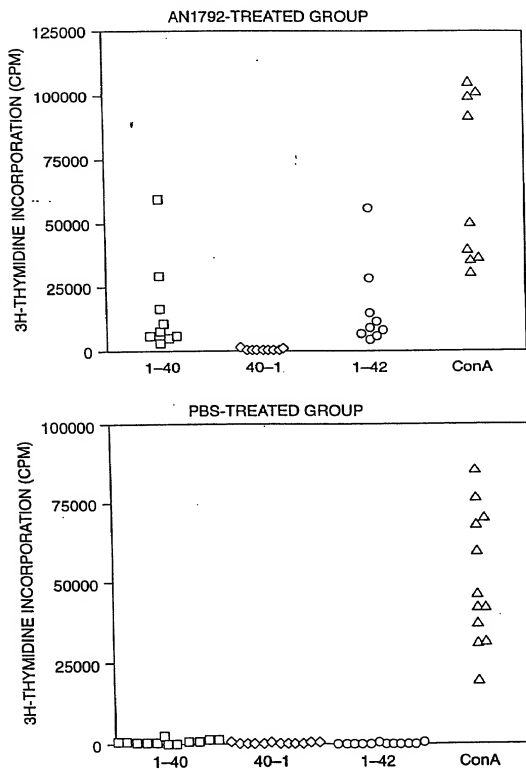 AN1792-TREATED GROUP
3H-THYMIDINE INCORPORATION (CPM)
125000
100000
75000
50000
25000
0
1–40
40–1
1–42
ConA
PBS-TREATED GROUP
3H-THYMIDINE INCORPORATION (CPM)
100000
75000
50000
25000
0
1–40
40–1
1–42
ConA